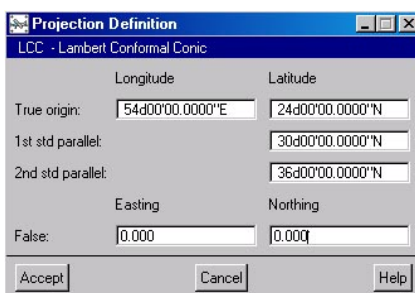 Projection Definition
LCC - Lambert Conformal Conic
Longitude Latitude
True origin: 54d00'00.0000"E 24d00'00.0000"N
1st std parallel: 30d00'00.0000"N
2nd std parallel: 36d00'00.0000"N
Easting Northing
False: 0.000 0.000
Accept Cancel Help